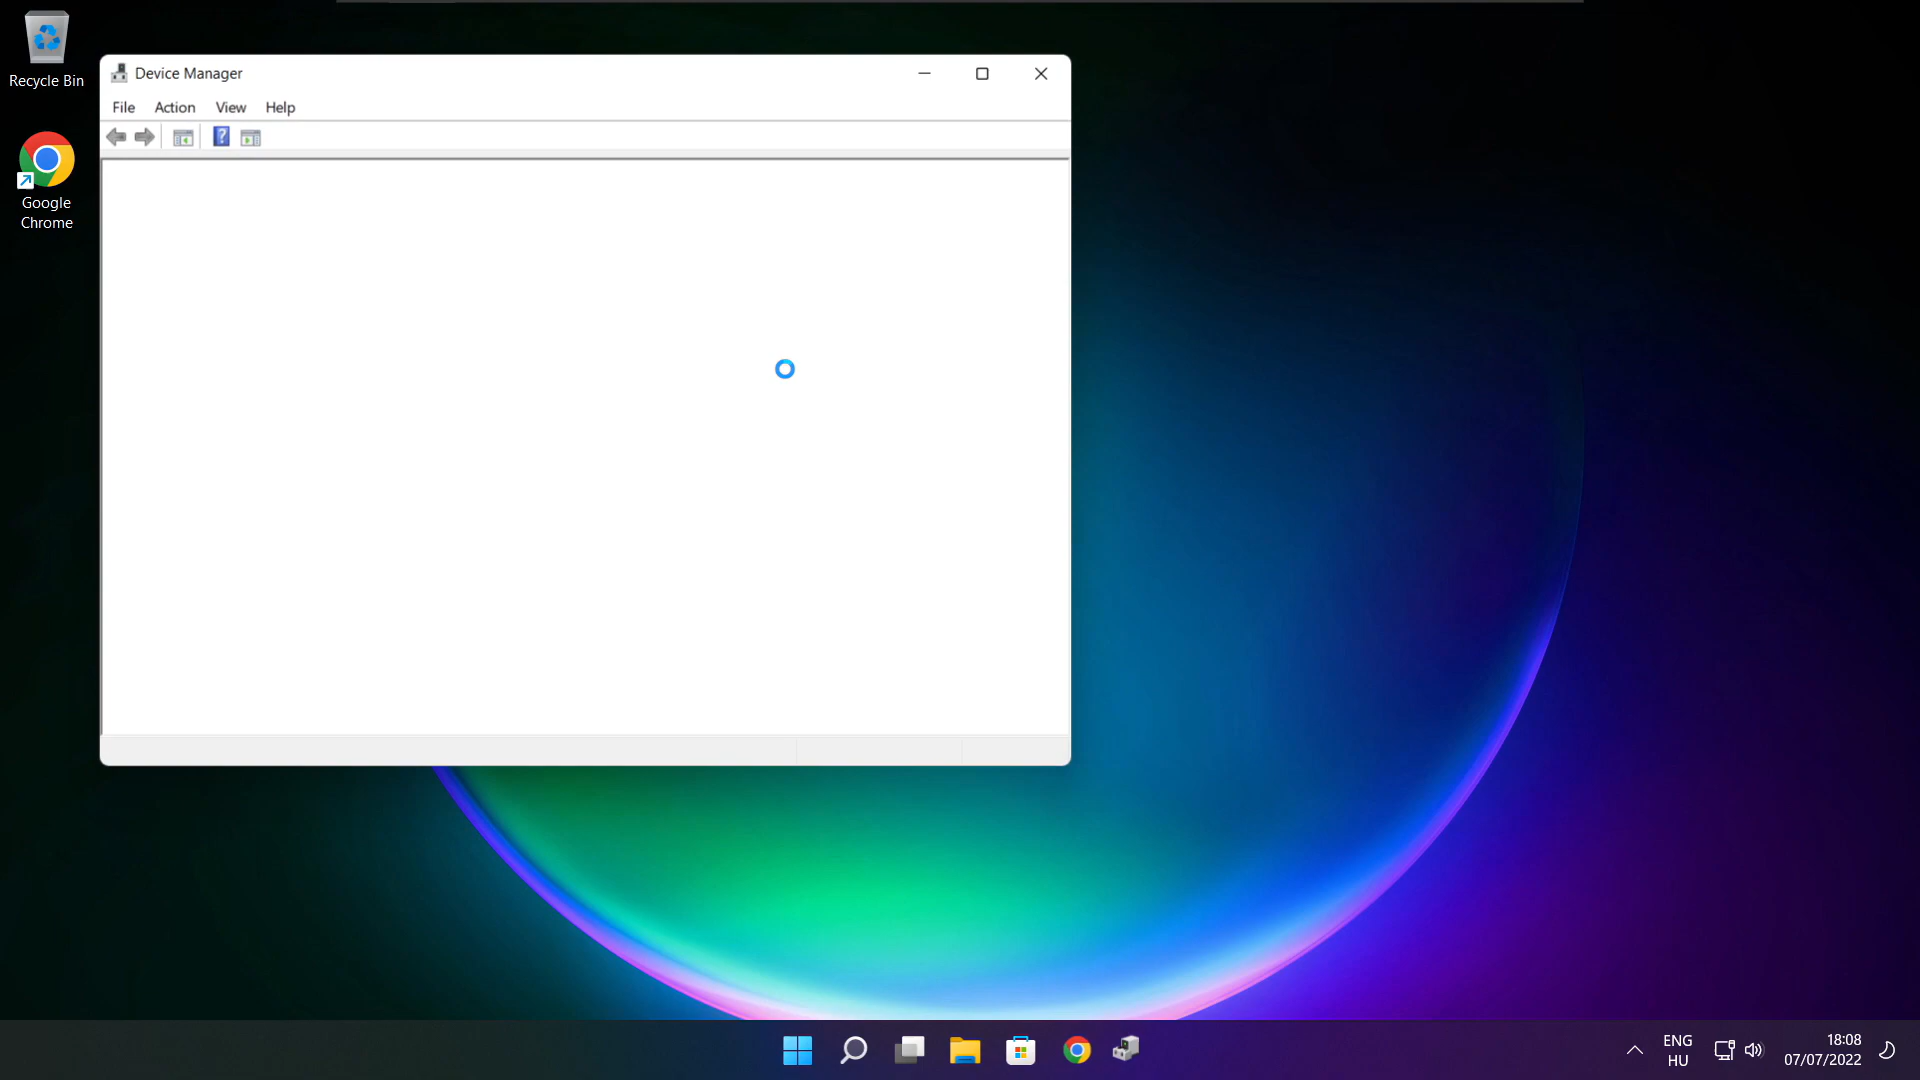 Recycle Bin
Device Manager
File Action View Help
?
Google
Chrome
ENG
HU
18:08
07/07/2022